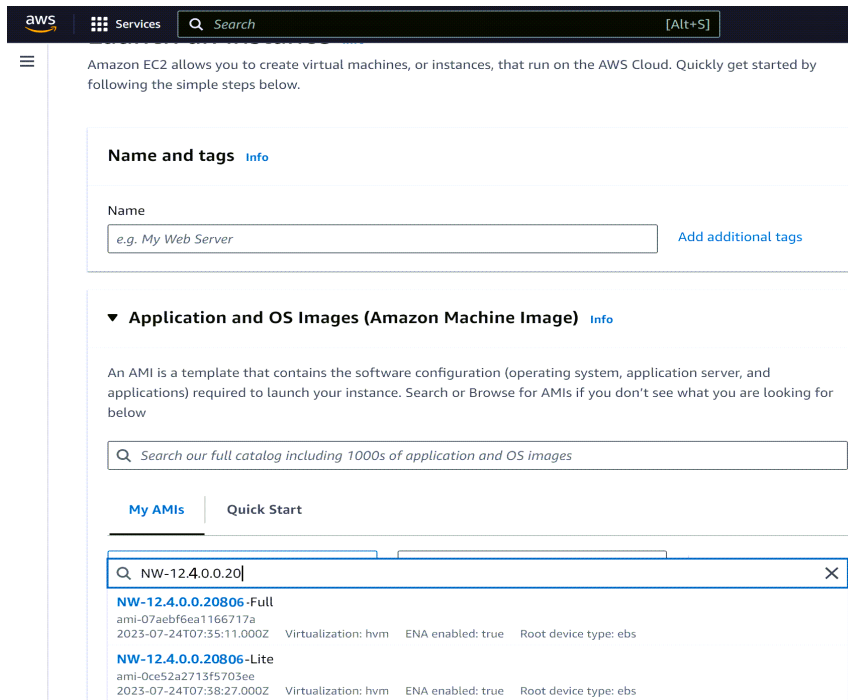 aws
Services
Search
[Alt+S]
Amazon EC2 allows you to create virtual machines, or instances, that run on the AWS Cloud. Quickly get started by
following the simple steps below.
Name and tags Info
Name
e.g. My Web Server
Add additional tags
Application and OS Images (Amazon Machine Image) Info
An AMI is a template that contains the software configuration (operating system, application server, and
applications) required to launch your instance. Search or Browse for AMIs if you don't see what you are looking for
below
Search our full catalog including 1000s of application and OS images
My AMIs
Quick Start
NW-12.4.0.0.20
NW-12.4.0.0.20806-Full
ami-07aebf6ea1166717a
2023-07-24T07:35:11.000Z Virtualization: hvm ENA enabled: true Root device type: ebs
NW-12.4.0.0.20806-Lite
ami-0ce52a2713f5703ee
2023-07-24T07:38:27.000Z Virtualization: hvm ENA enabled: true Root device type: ebs